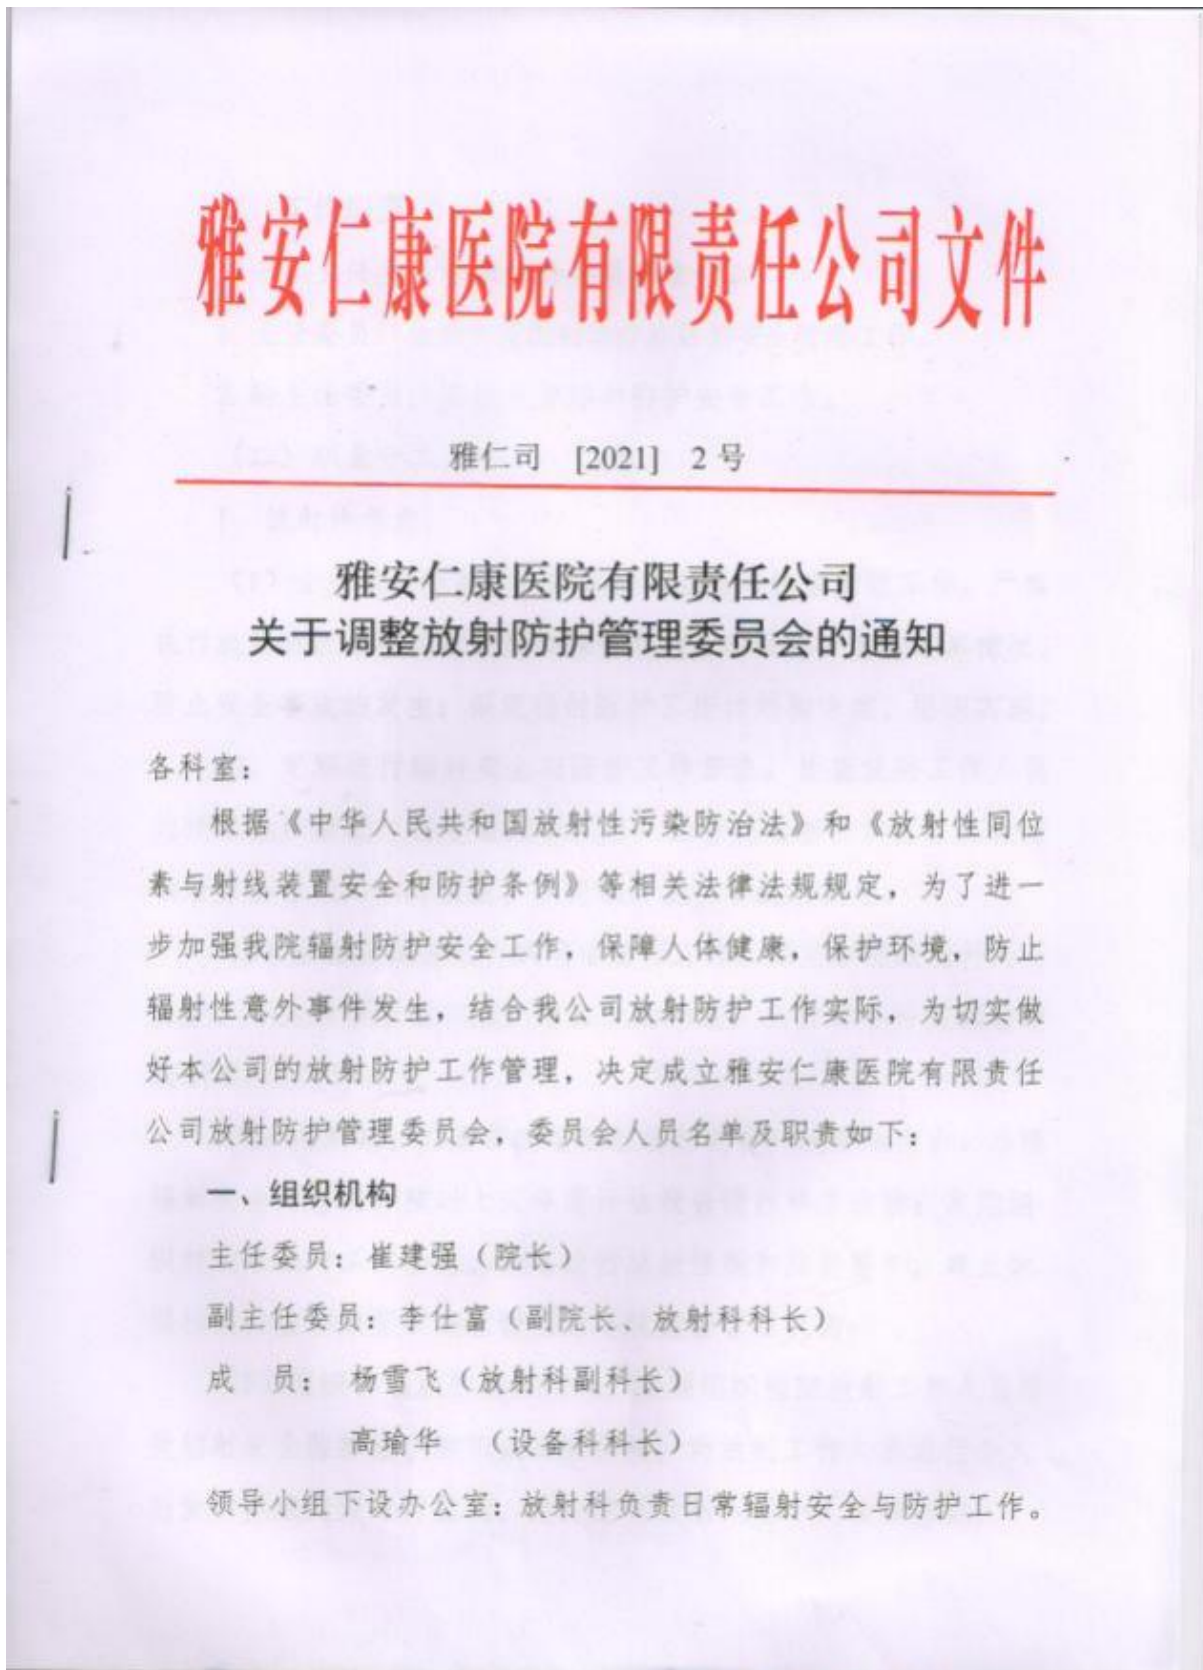 雅安仁康医院有限责任公司文件
雅仁司 [2021] 2号
雅安仁康医院有限责任公司
关于调整放射防护管理委员会的通知
各科室：
根据《中华人民共和国放射性污染防治法》和《放射性同位
素与射线装置安全和防护条例》等相关法律法规规定，为了进一
步加强我院辐射防护安全工作，保障人体健康，保护环境，防止
辐射性意外事件发生，结合我公司放射防护工作实际，为切实做
好本公司的放射防护工作管理，决定成立雅安仁康医院有限责任
公司放射防护管理委员会，委员会人员名单及职责如下：
一、组织机构
主任委员：崔建强（院长）
副主任委员：李仕富（副院长、放射科科长）
成 员： 杨雪飞（放射科副科长）
高瑜华 （设备科科长）
领导小组下设办公室：放射科负责日常辐射安全与防护工作。